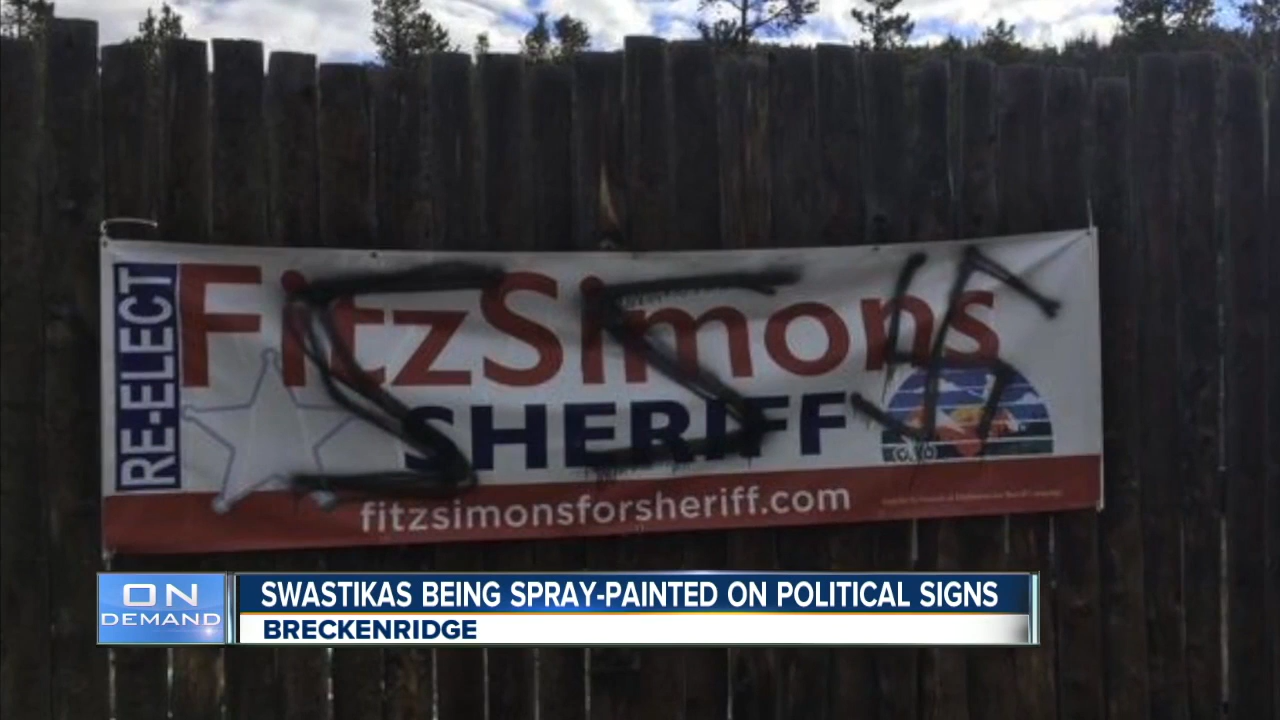 RE-ELECT
FitzSimons
SHERIFF
fitzsimonsforsheriff.com
ON
DEMAND
SWASTIKAS BEING SPRAY-PAINTED ON POLITICAL SIGNS
BRECKENRIDGE